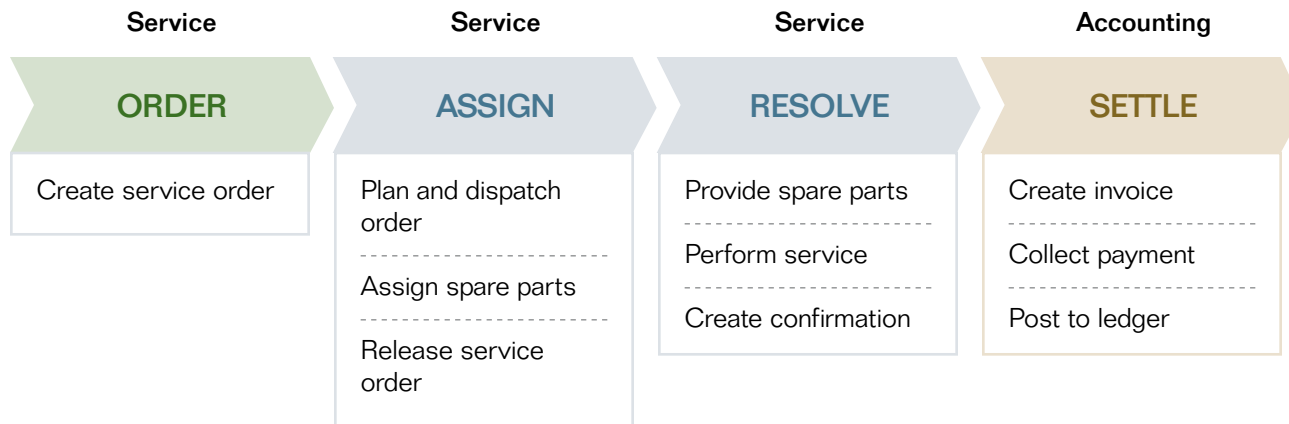 Service
ORDER
Create service order
Service
ASSIGN
Plan and dispatch
order
Assign spare parts
Release service
order
Service
RESOLVE
Provide spare parts
Perform service
Create confirmation
Accounting
SETTLE
Create invoice
Collect payment
Post to ledger